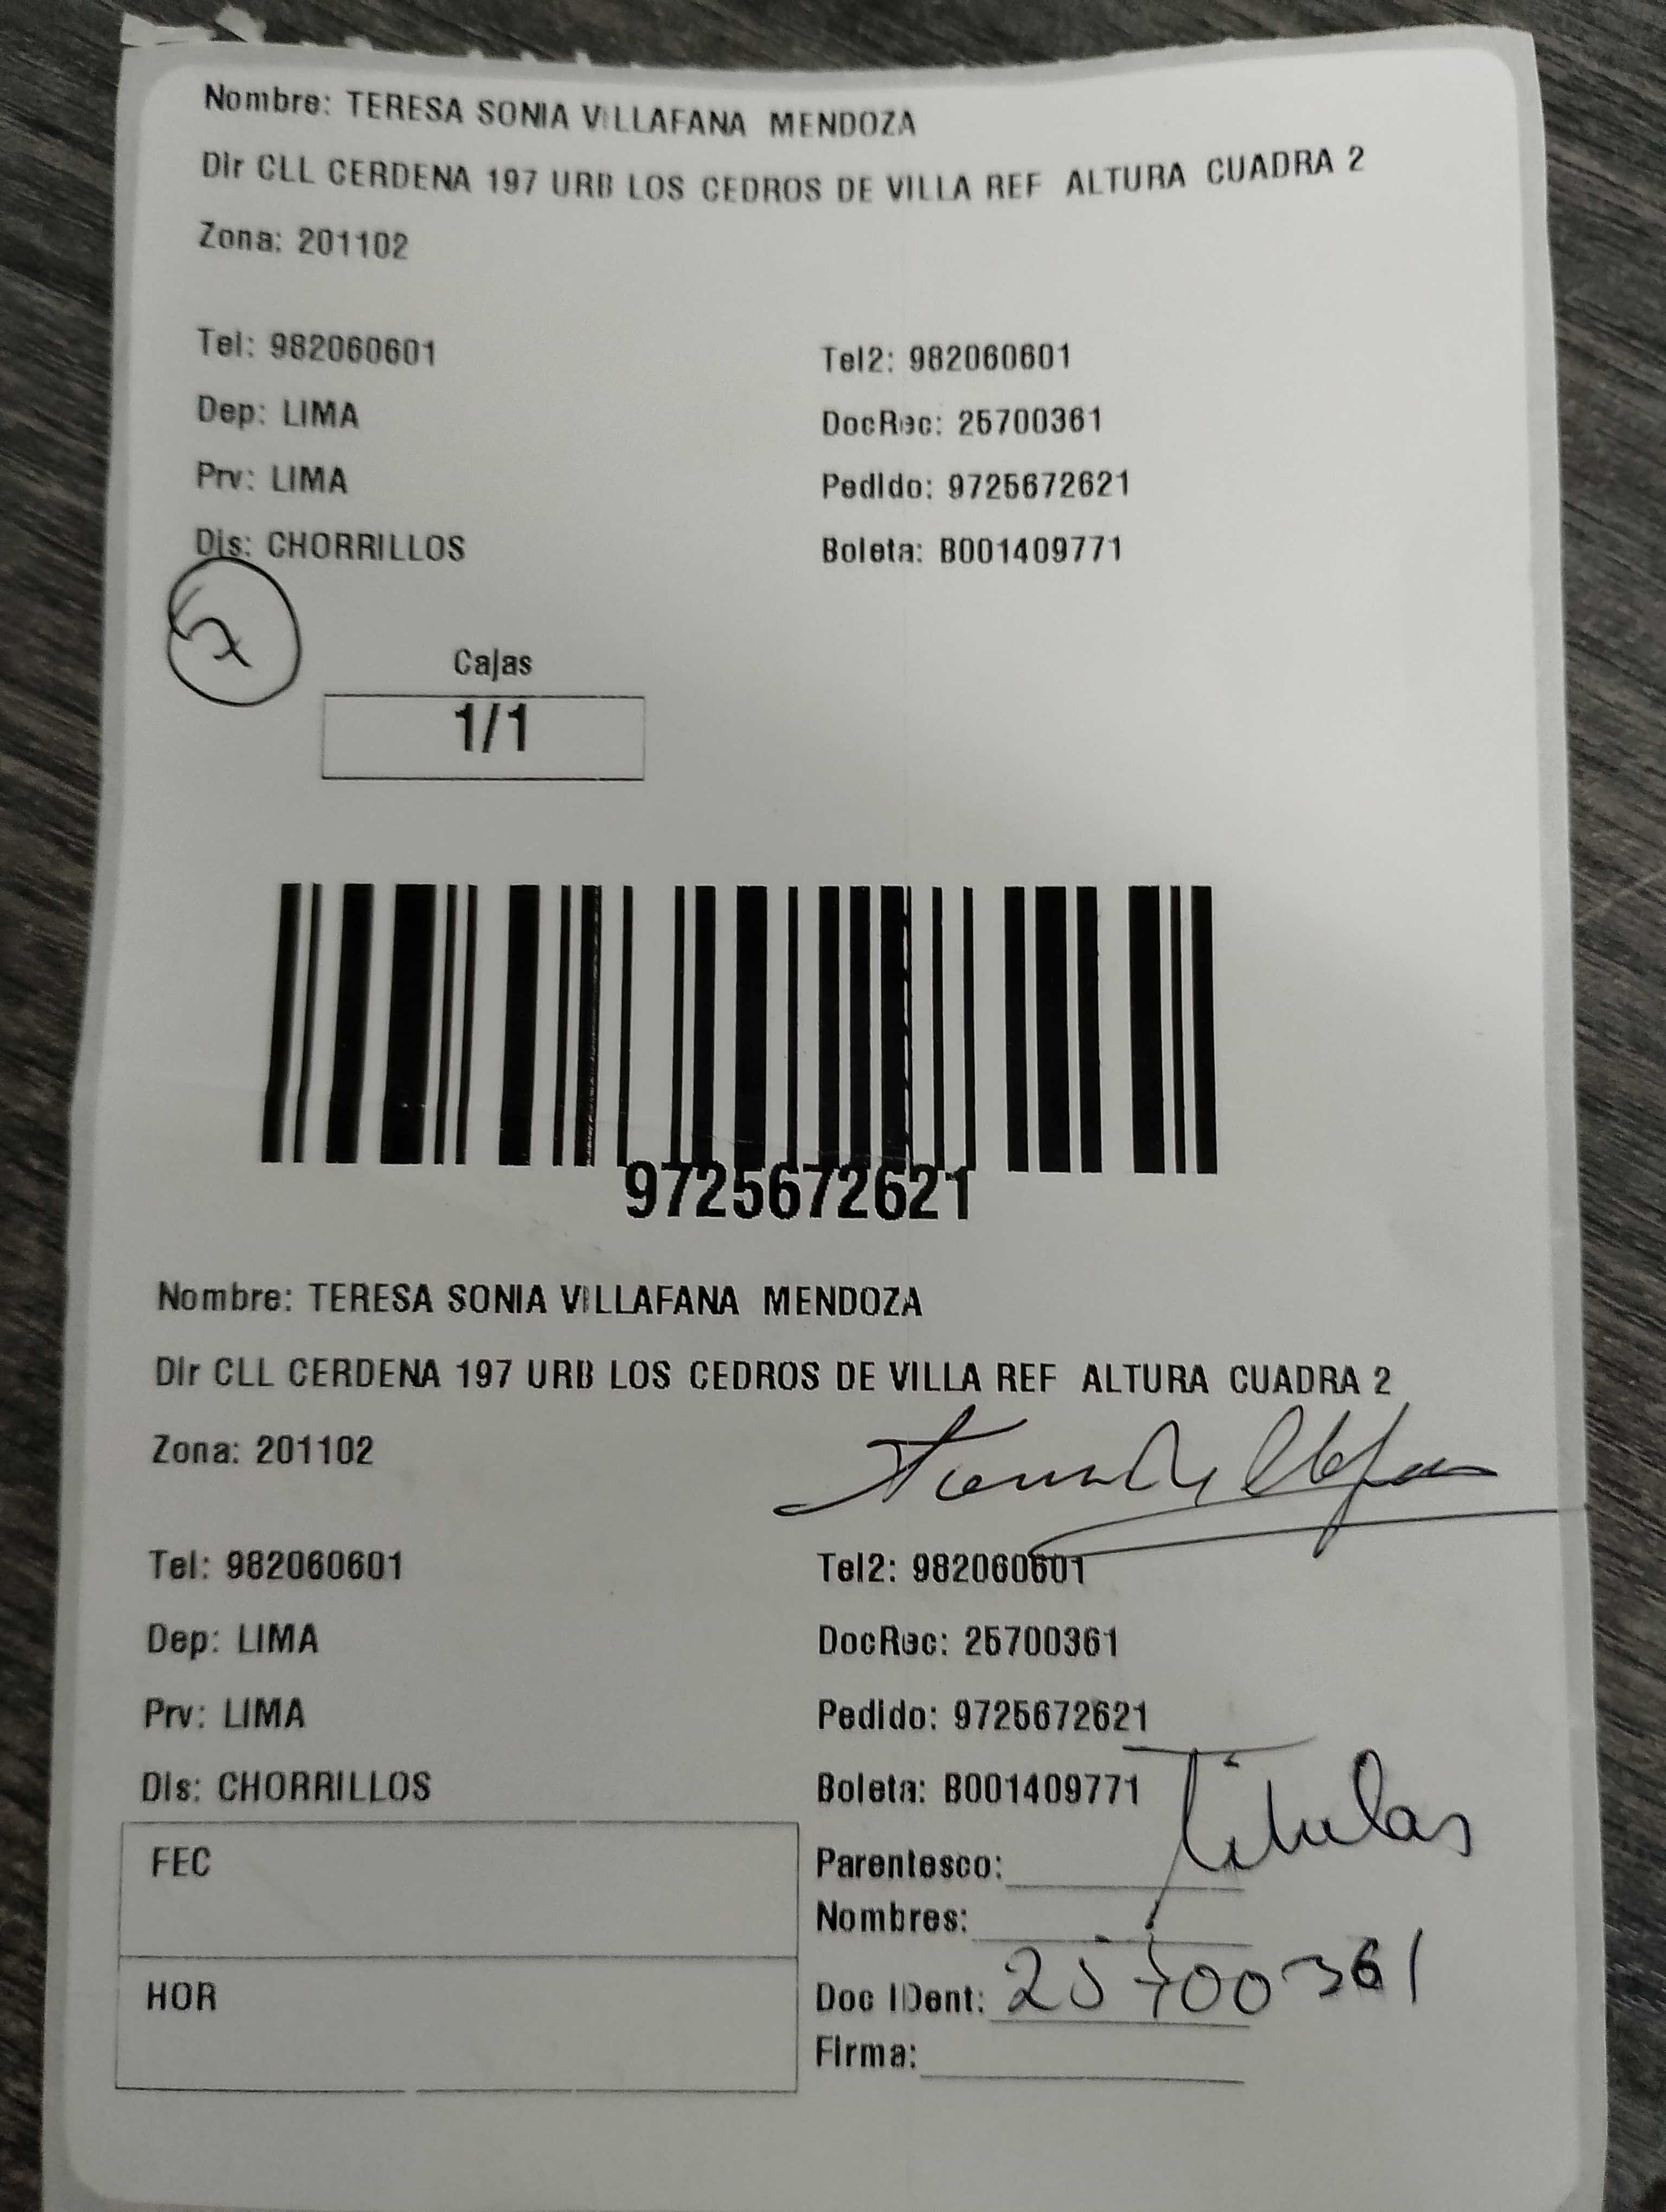 Nombre: TERESA SONIA VILLAFANA MENDOZA
Dir CLL CERDENA 197 URB LOS CEDROS DE VILLA REF ALTURA CUADRA 2
Zona: 201102
Tel: 982060601 Tel2: 982060601
Dep: LIMA DocRec: 25700361
Prv: LIMA Pedido: 9725672621
Dis: CHORRILLOS Boleta: B001409771
Cajas
1/1
9725672621
Nombre: TERESA SONIA VILLAFANA MENDOZA
Dir CLL CERDENA 197 URB LOS CEDROS DE VILLA REF ALTURA CUADRA 2
Zona: 201102
Tel: 982060601 Tel2: 982060601
Dep: LIMA DocRec: 25700361
Prv: LIMA Pedido: 9725672621
Dis: CHORRILLOS Boleta: B001409771
FEC
Parentesco: Titular
Nombres:
HOR
Doc IDent: 25700361
Firma: